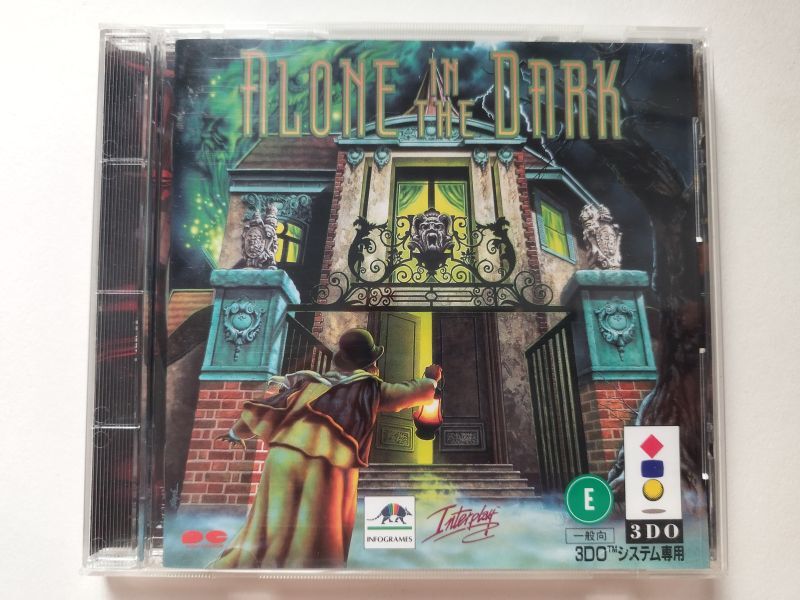 ALONE IN THE DARK
INFOGRAMES
Interplay
E
一般向
3DO
3DO™システム専用